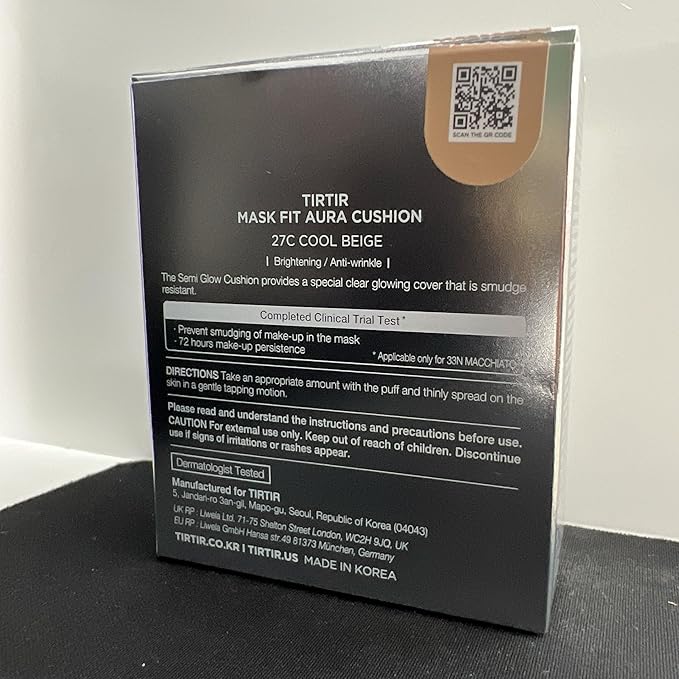 SCAN THE QR CODE
TIRTIR
MASK FIT AURA CUSHION
27C COOL BEIGE
| Brightening / Anti-wrinkle |
The Semi Glow Cushion provides a special clear glowing cover that is smudge
resistant.
Completed Clinical Trial Test*
· Prevent smudging of make-up in the mask
· 72 hours make-up persistence
* Applicable only for 33N MACCHIATO
DIRECTIONS Take an appropriate amount with the puff and thinly spread on the
skin in a gentle tapping motion.
Please read and understand the instructions and precautions before use.
CAUTION For external use only. Keep out of reach of children. Discontinue
use if signs of irritations or rashes appear.
Dermatologist Tested
Manufactured for TIRTIR
5, Jandari-ro 3an-gil, Mapo-gu, Seoul, Republic of Korea (04043)
UK RP : Liwela Ltd. 71-75 Shelton Street London, WC2H 9JQ, UK
EU RP : Liwela GmbH Hansa str.49 81373 München, Germany
TIRTIR.CO.KR | TIRTIR.US MADE IN KOREA